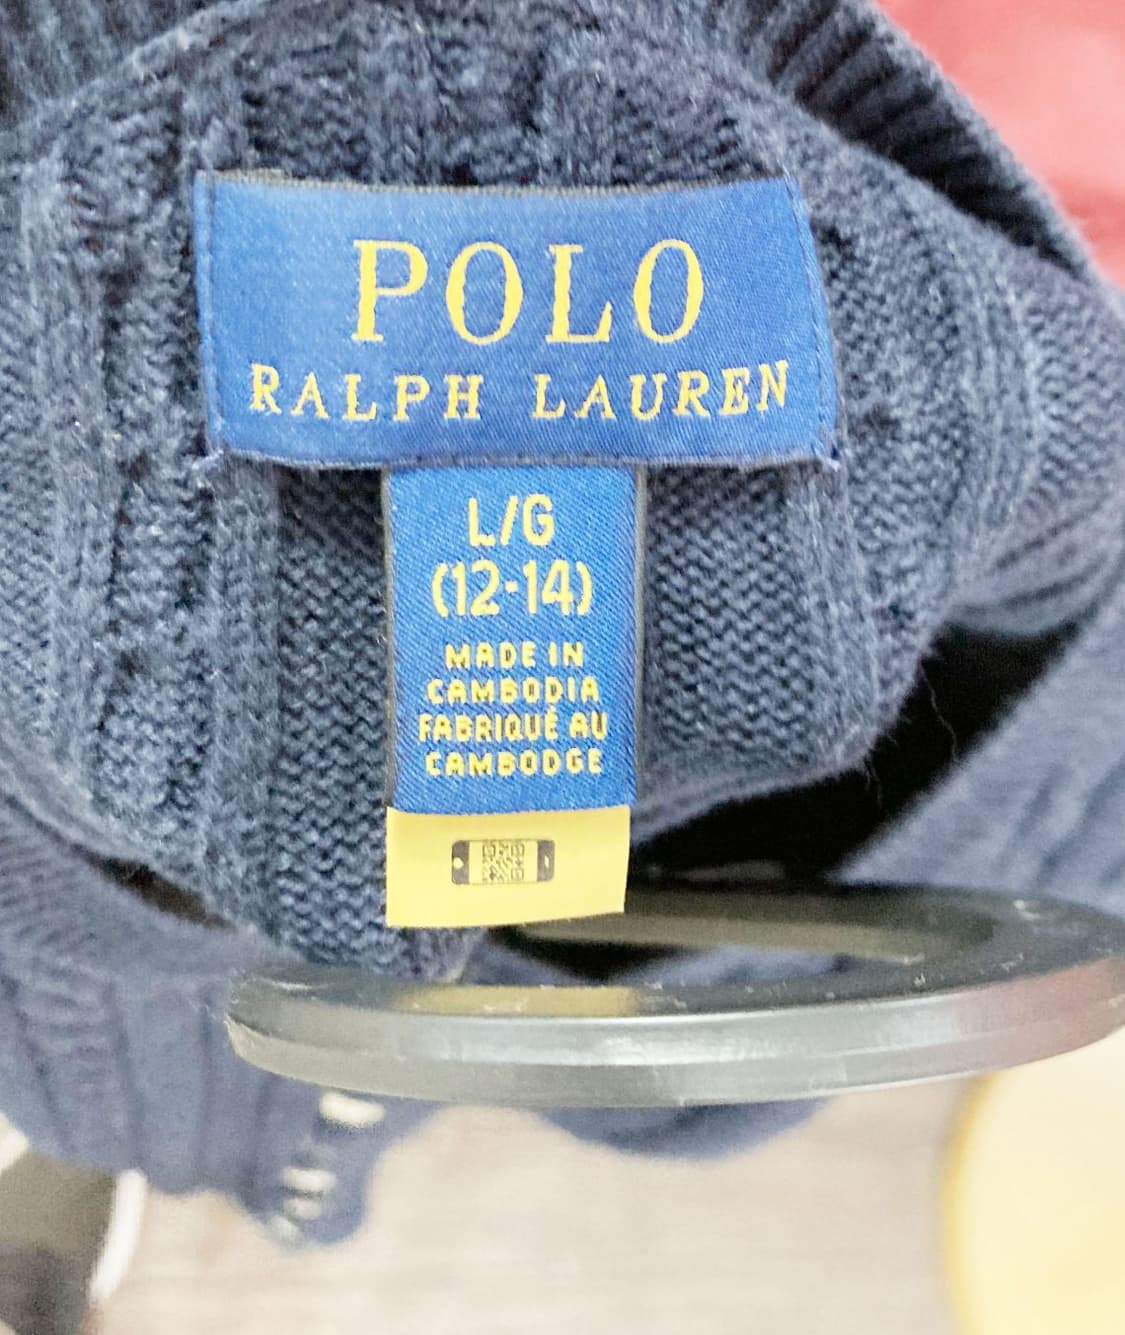 POLO
RALPH LAUREN
L/G
(12-14)
MADE IN
CAMBODIA
FABRIQUÉ AU
CAMBODGE